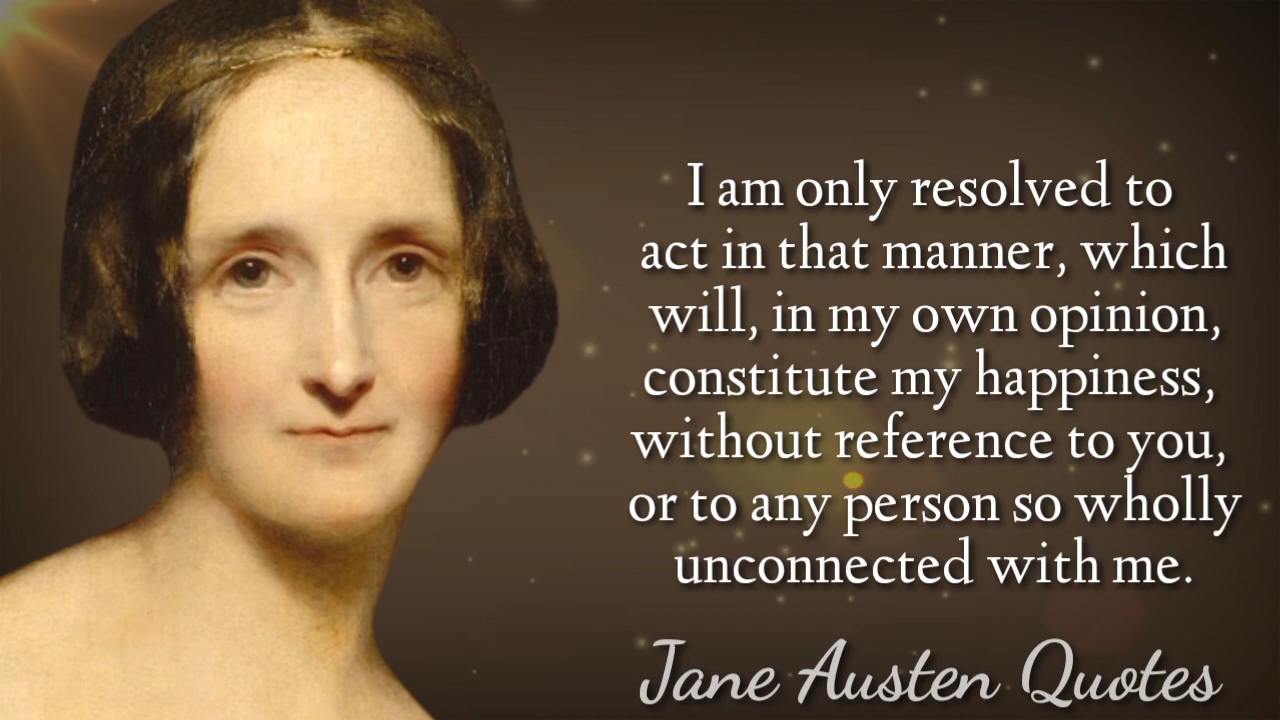 I am only resolved to
act in that manner, which
will, in my own opinion,
constitute my happiness,
without reference to you,
or to any person so wholly
unconnected with me.
Jane Austen Quotes